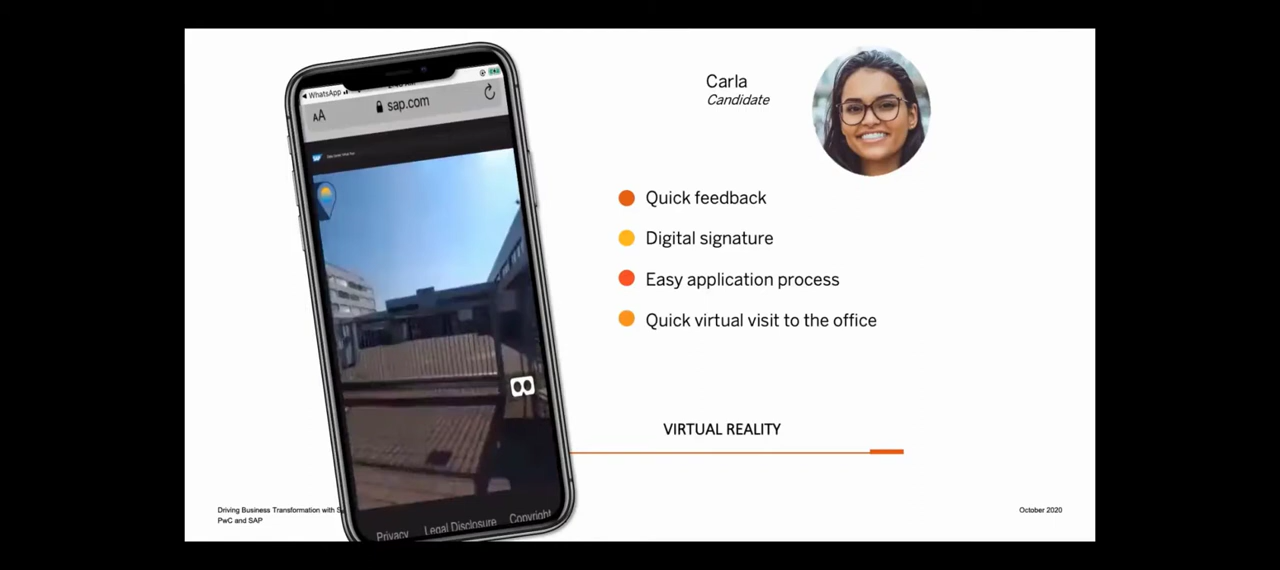 WhatsApp
AA sap.com
SAP
Carla
Candidate
Quick feedback
Digital signature
Easy application process
Quick virtual visit to the office
VIRTUAL REALITY
Privacy Legal Disclosure Copyright
Driving Business Transformation with
PwC and SAP
October 2020